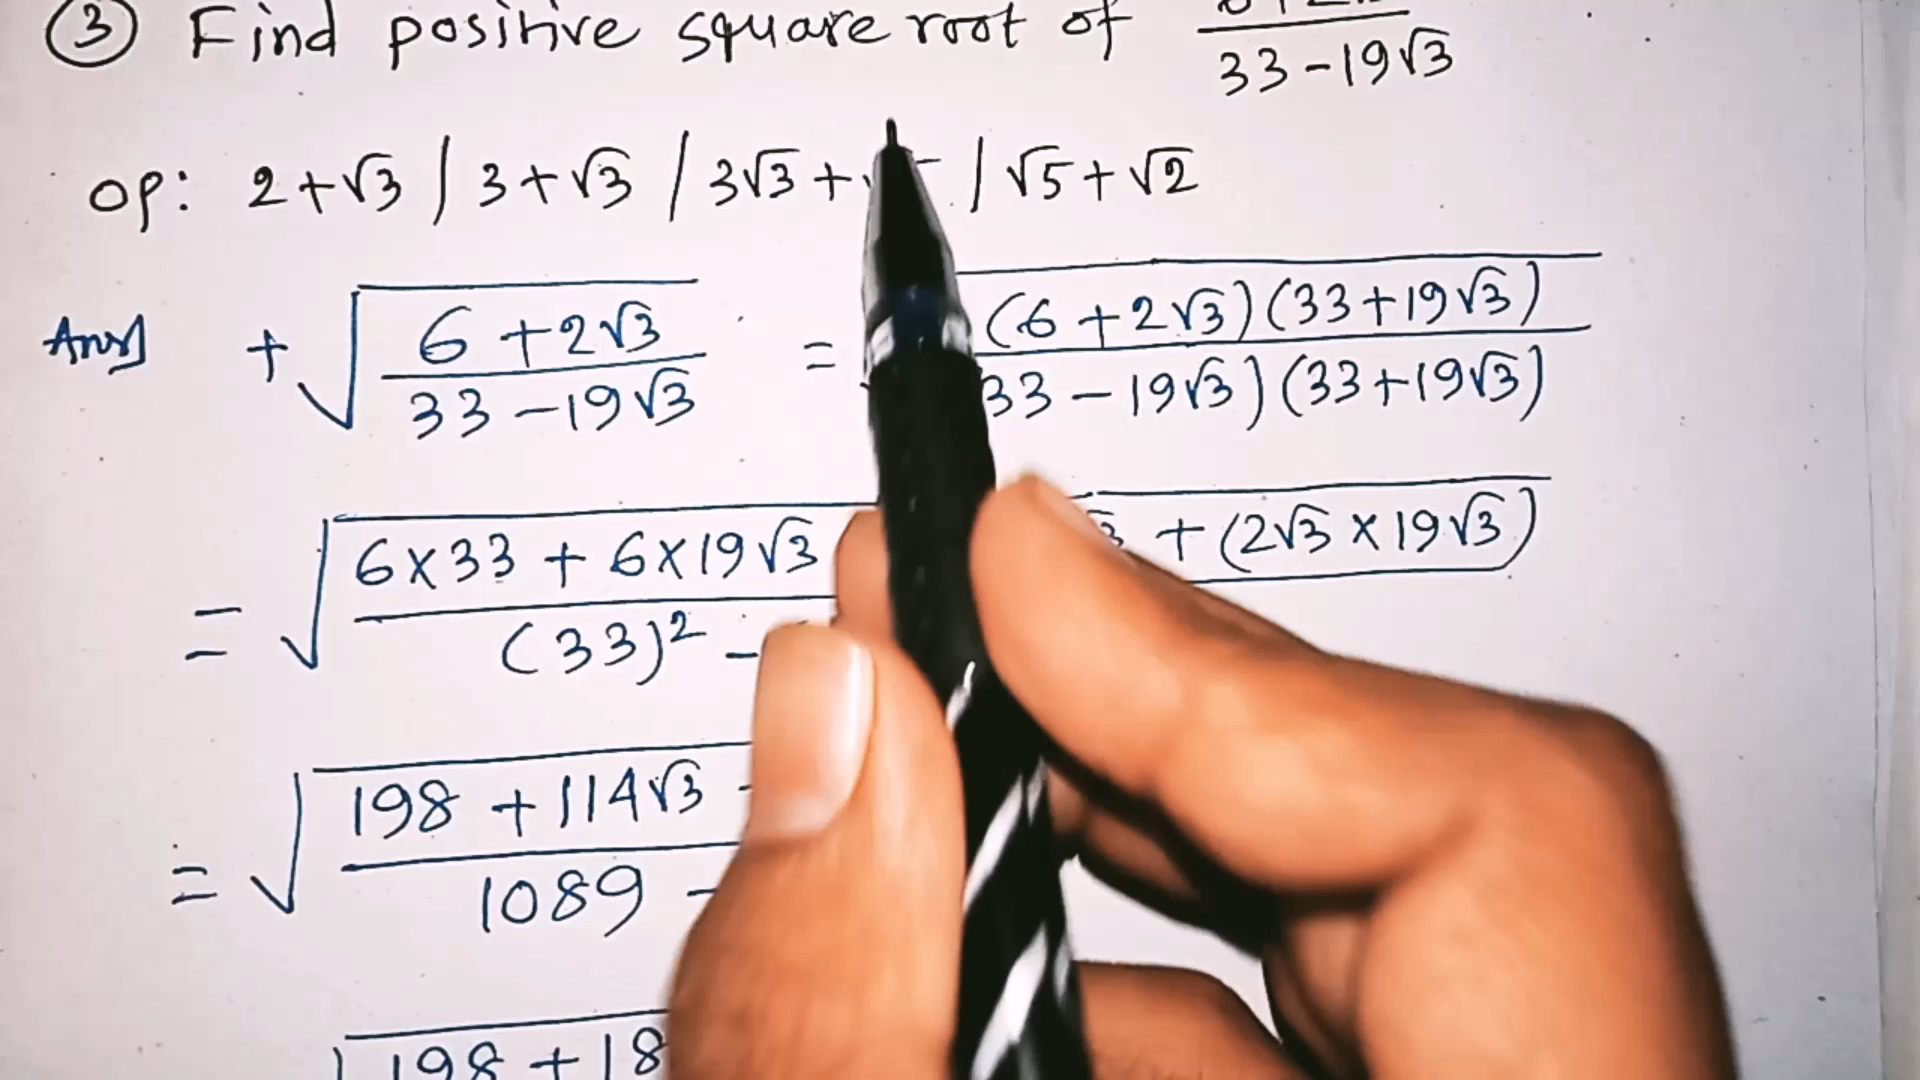 ③ Find positive square root of
33-19√3
op: 2+√3 / 3+√3 / 3√3+ / √5+√2
Ans + √(6+2√3)/(33-19√3) = (6+2√3)(33+19√3)
33-19√3)(33+19√3)
= √6×33+6×19√3 + (2√3×19√3)
(33)² -
= √198+114√3
1089 -
198+18